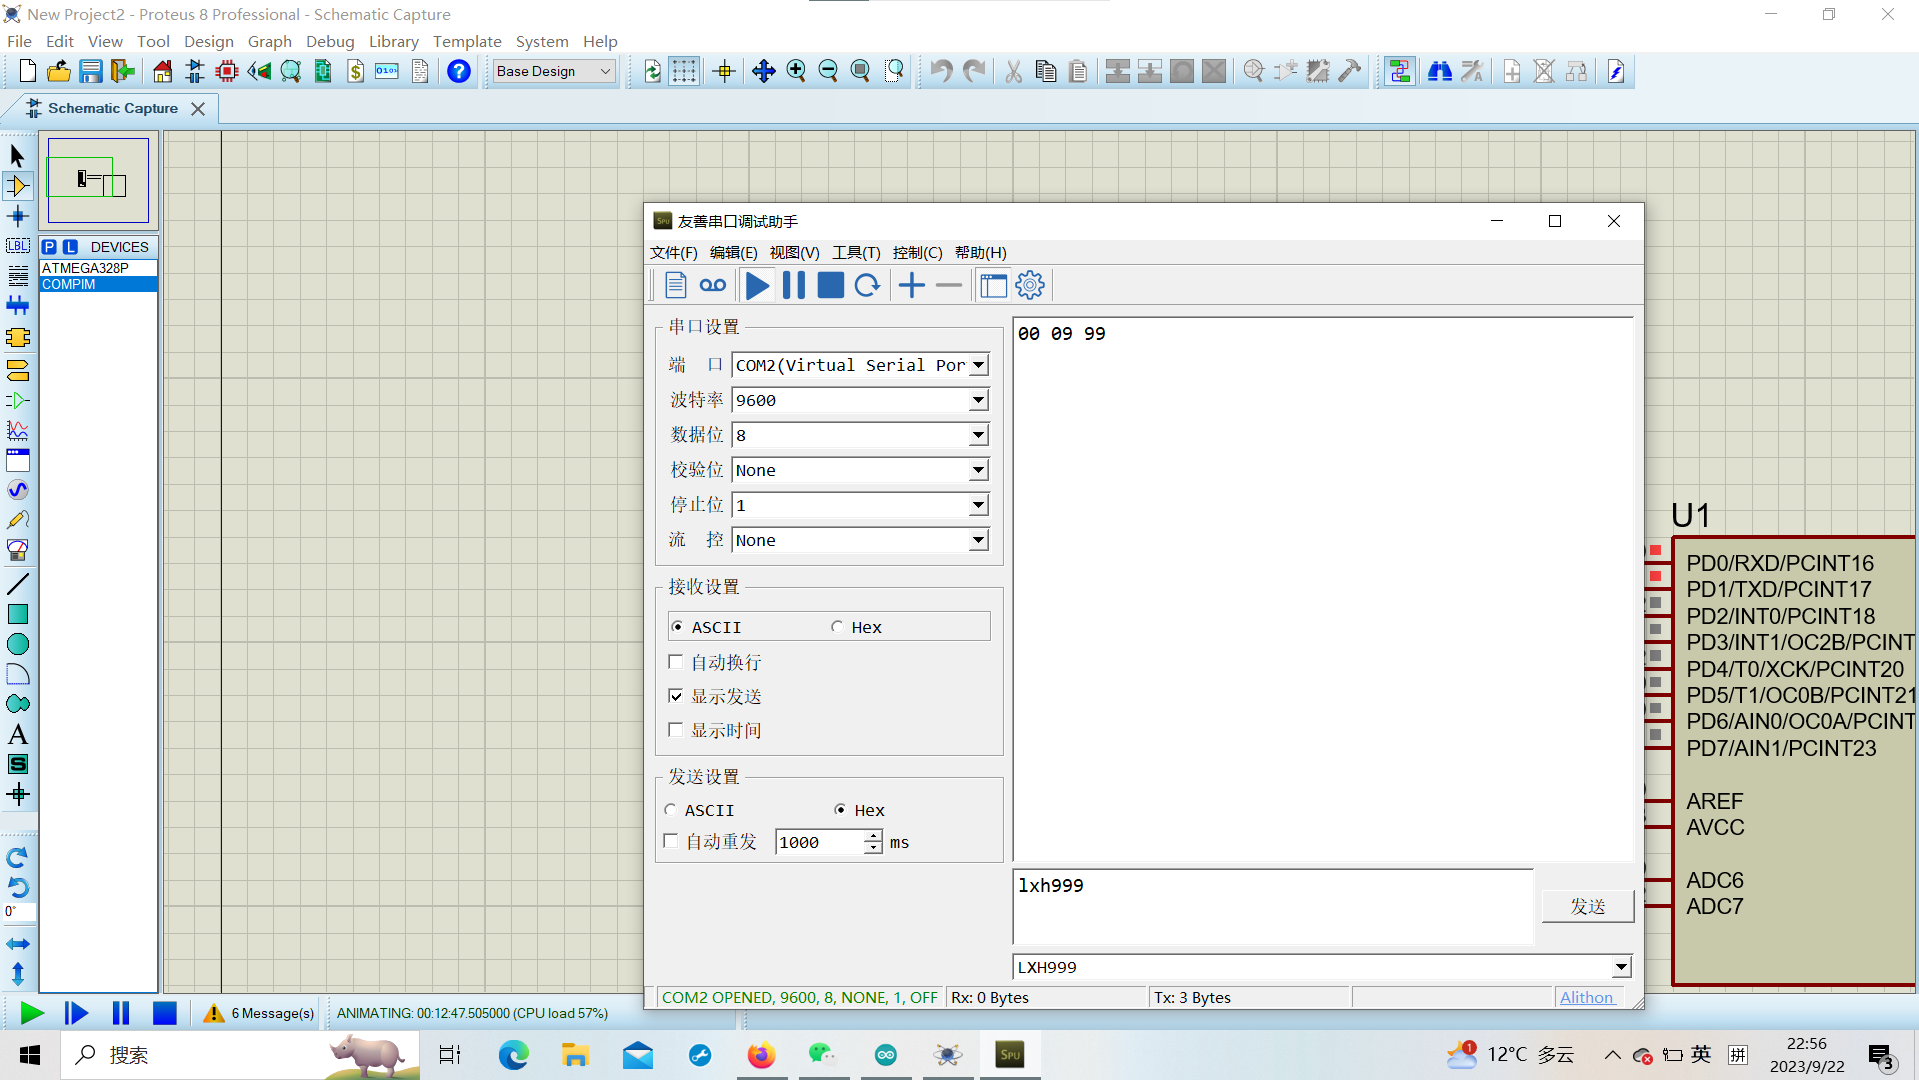 New Project2 - Proteus 8 Professional - Schematic Capture
File Edit View Tool Design Graph Debug Library Template System Help
Base Design
Schematic Capture
P L DEVICES
ATMEGA328P
COMPIM
LBL
A
S
0°
友善串口调试助手
文件(F) 编辑(E) 视图(V) 工具(T) 控制(C) 帮助(H)
串口设置
端 口 COM2(Virtual Serial Por
波特率 9600
数据位 8
校验位 None
停止位 1
流 控 None
接收设置
ASCII Hex
自动换行
显示发送
显示时间
发送设置
ASCII Hex
自动重发 1000 ms
00 09 99
lxh999
发送
LXH999
COM2 OPENED, 9600, 8, NONE, 1, OFF Rx: 0 Bytes Tx: 3 Bytes Alithon
U1
PD0/RXD/PCINT16
PD1/TXD/PCINT17
PD2/INT0/PCINT18
PD3/INT1/OC2B/PCINT
PD4/T0/XCK/PCINT20
PD5/T1/OC0B/PCINT21
PD6/AIN0/OC0A/PCINT
PD7/AIN1/PCINT23
AREF
AVCC
ADC6
ADC7
6 Message(s) ANIMATING: 00:12:47.505000 (CPU load 57%)
搜索
SPU
1 12°C 多云 英 拼
22:56
2023/9/22
3